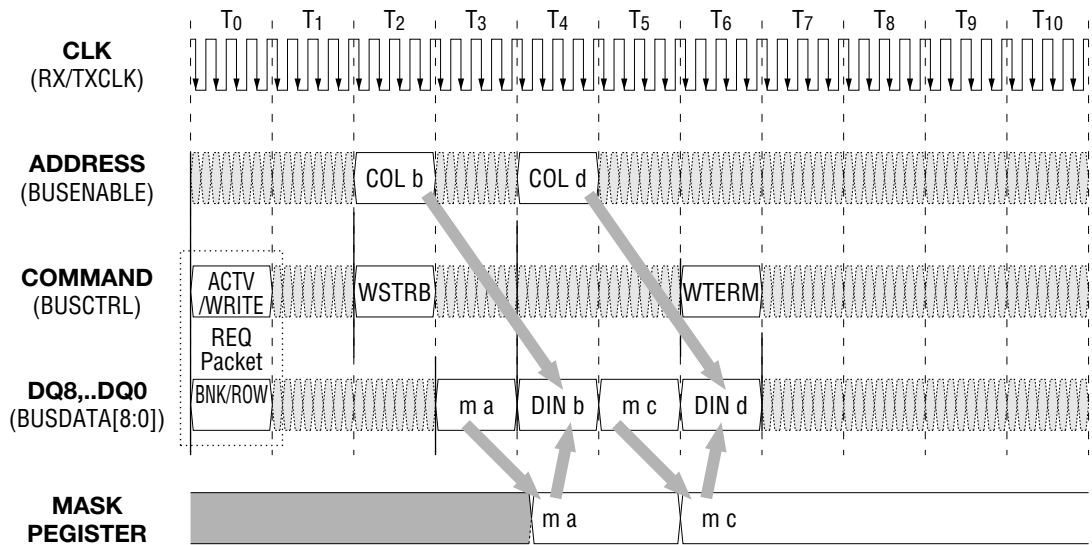 T0 T1 T2 T3 T4 T5 T6 T7 T8 T9 T10
CLK
(RX/TXCLK)
ADDRESS
(BUSENABLE)
COL b
COL d
COMMAND
(BUSCTRL)
ACTV
/WRITE
WSTRB
WTERM
REQ
Packet
DQ8,..DQ0
(BUSDATA[8:0])
BNK/ROW
m a
DIN b
m c
DIN d
MASK
PEGISTER
m a
m c